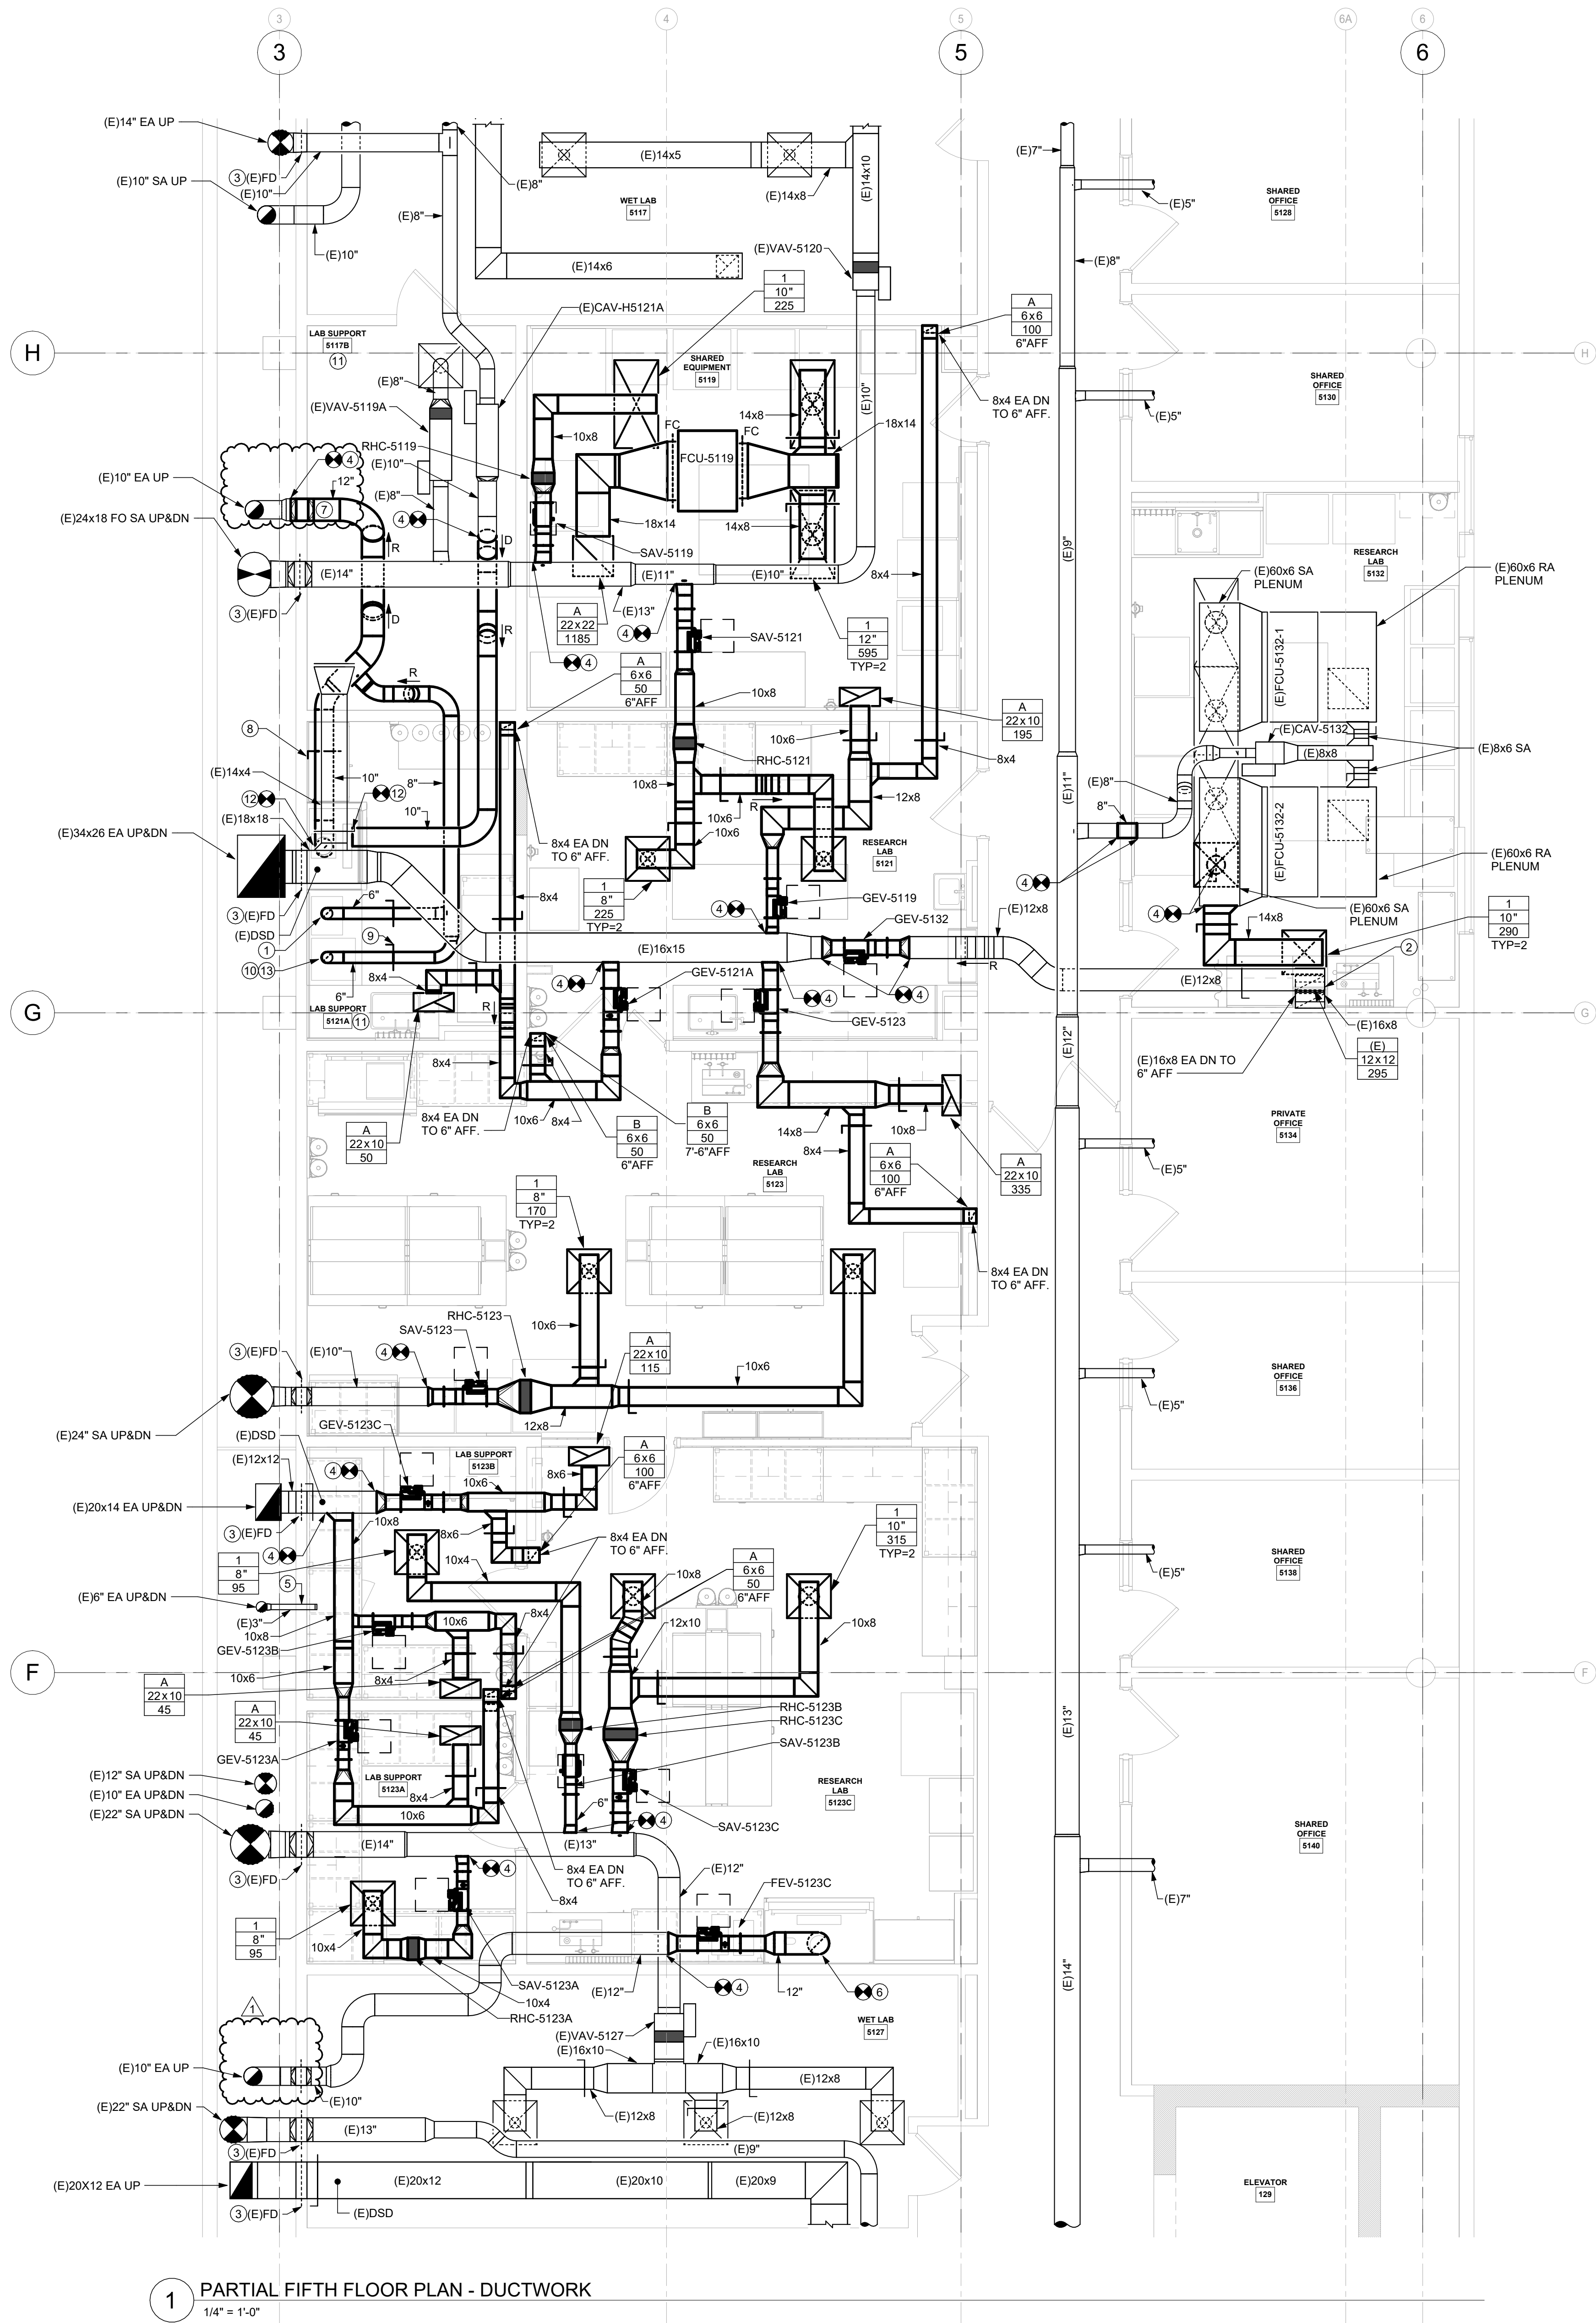 3
4
5
6A
6
3
5
6
(E)14" EA UP
3
(E)FD
(E)10"
(E)10" SA UP
(E)10"
(E)8"
(E)8"
(E)14x5
(E)14x8
(E)14x10
WET LAB
5117
(E)14x6
(E)VAV-5120
(E)7"
(E)5"
SHARED
OFFICE
5128
(E)8"
1
10"
225
A
6x6
100
6"AFF
(E)CAV-H5121A
LAB SUPPORT
5117B
11
H
H
SHARED
EQUIPMENT
5119
SHARED
OFFICE
5130
(E)5"
8x4 EA DN
TO 6" AFF.
(E)8"
(E)VAV-5119A
RHC-5119
(E)10"
(E)8"
10x8
14x8
(E)10"
18x14
FC
FC
FCU-5119
4
12"
7
(E)10" EA UP
(E)24x18 FO SA UP&DN
4
D
R
18x14
14x8
SAV-5119
(E)14"
(E)11"
(E)10"
8x4
(E)13"
3
(E)FD
D
R
A
22x22
1185
4
SAV-5121
1
12"
595
TYP=2
4
A
6x6
50
6"AFF
R
10x8
10x6
A
22x10
195
8
(E)14x4
10"
8"
12
12
(E)18x18
(E)34x26 EA UP&DN
10"
RHC-5121
10x8
8x4
12x8
R
10x6
10x6
8x4 EA DN
TO 6" AFF.
RESEARCH
LAB
5121
6"
3
(E)FD
(E)DSD
1
9
10
13
6"
8x4
1
8"
225
TYP=2
4
GEV-5119
GEV-5132
(E)12x8
(E)16x15
R
8x4
LAB SUPPORT
5121A
11
G
G
R
4
GEV-5121A
4
4
GEV-5123
(E)9"
RESEARCH
LAB
5132
(E)60x6 SA
PLENUM
(E)60x6 RA
PLENUM
(E)FCU-5132-1
(E)CAV-5132
(E)8x8
(E)8x6 SA
(E)11"
(E)8"
8"
4
(E)FCU-5132-2
(E)60x6 RA
PLENUM
4
(E)60x6 SA
PLENUM
14x8
1
10"
290
TYP=2
2
(E)12x8
(E)16x8
(E)16x8 EA DN TO
6" AFF
(E)
12x12
295
(E)12"
8x4
8x4 EA DN
TO 6" AFF.
10x6
8x4
A
22x10
50
B
6x6
50
6"AFF
B
6x6
50
7'-6"AFF
14x8
10x8
8x4
RESEARCH
LAB
5123
A
6x6
100
6"AFF
A
22x10
335
PRIVATE
OFFICE
5134
(E)5"
1
8"
170
TYP=2
8x4 EA DN
TO 6" AFF.
RHC-5123
SAV-5123
10x6
A
22x10
115
3
(E)FD
(E)10"
4
10x6
12x8
(E)24" SA UP&DN
SHARED
OFFICE
5136
(E)5"
GEV-5123C
(E)DSD
LAB SUPPORT
5123B
A
6x6
100
6"AFF
(E)12x12
4
10x6
8x6
(E)20x14 EA UP&DN
3
(E)FD
10x8
8x6
8x4 EA DN
TO 6" AFF.
4
1
10"
315
TYP=2
SHARED
OFFICE
5138
(E)5"
1
8"
95
10x4
A
6x6
50
6"AFF
10x8
5
(E)6" EA UP&DN
(E)3"
10x8
GEV-5123B
10x6
8x4
12x10
10x8
F
F
10x6
8x4
A
22x10
45
A
22x10
45
RHC-5123B
RHC-5123C
SAV-5123B
(E)13"
GEV-5123A
(E)12" SA UP&DN
(E)10" EA UP&DN
(E)22" SA UP&DN
LAB SUPPORT
5123A
8x4
10x6
RESEARCH
LAB
5123C
6"
4
SAV-5123C
SHARED
OFFICE
5140
(E)14"
(E)13"
3
(E)FD
4
8x4 EA DN
TO 6" AFF.
8x4
(E)12"
FEV-5123C
(E)7"
1
8"
95
10x4
SAV-5123A
10x4
RHC-5123A
(E)12"
4
12"
6
(E)14"
1
WET LAB
5127
(E)VAV-5127
(E)16x10
(E)16x10
(E)10" EA UP
(E)10"
(E)12x8
(E)12x8
(E)12x8
(E)22" SA UP&DN
(E)13"
3
(E)FD
(E)9"
(E)20X12 EA UP
(E)20x12
(E)20x10
(E)20x9
3
(E)FD
(E)DSD
ELEVATOR
129
1
PARTIAL FIFTH FLOOR PLAN - DUCTWORK
1/4" = 1'-0"